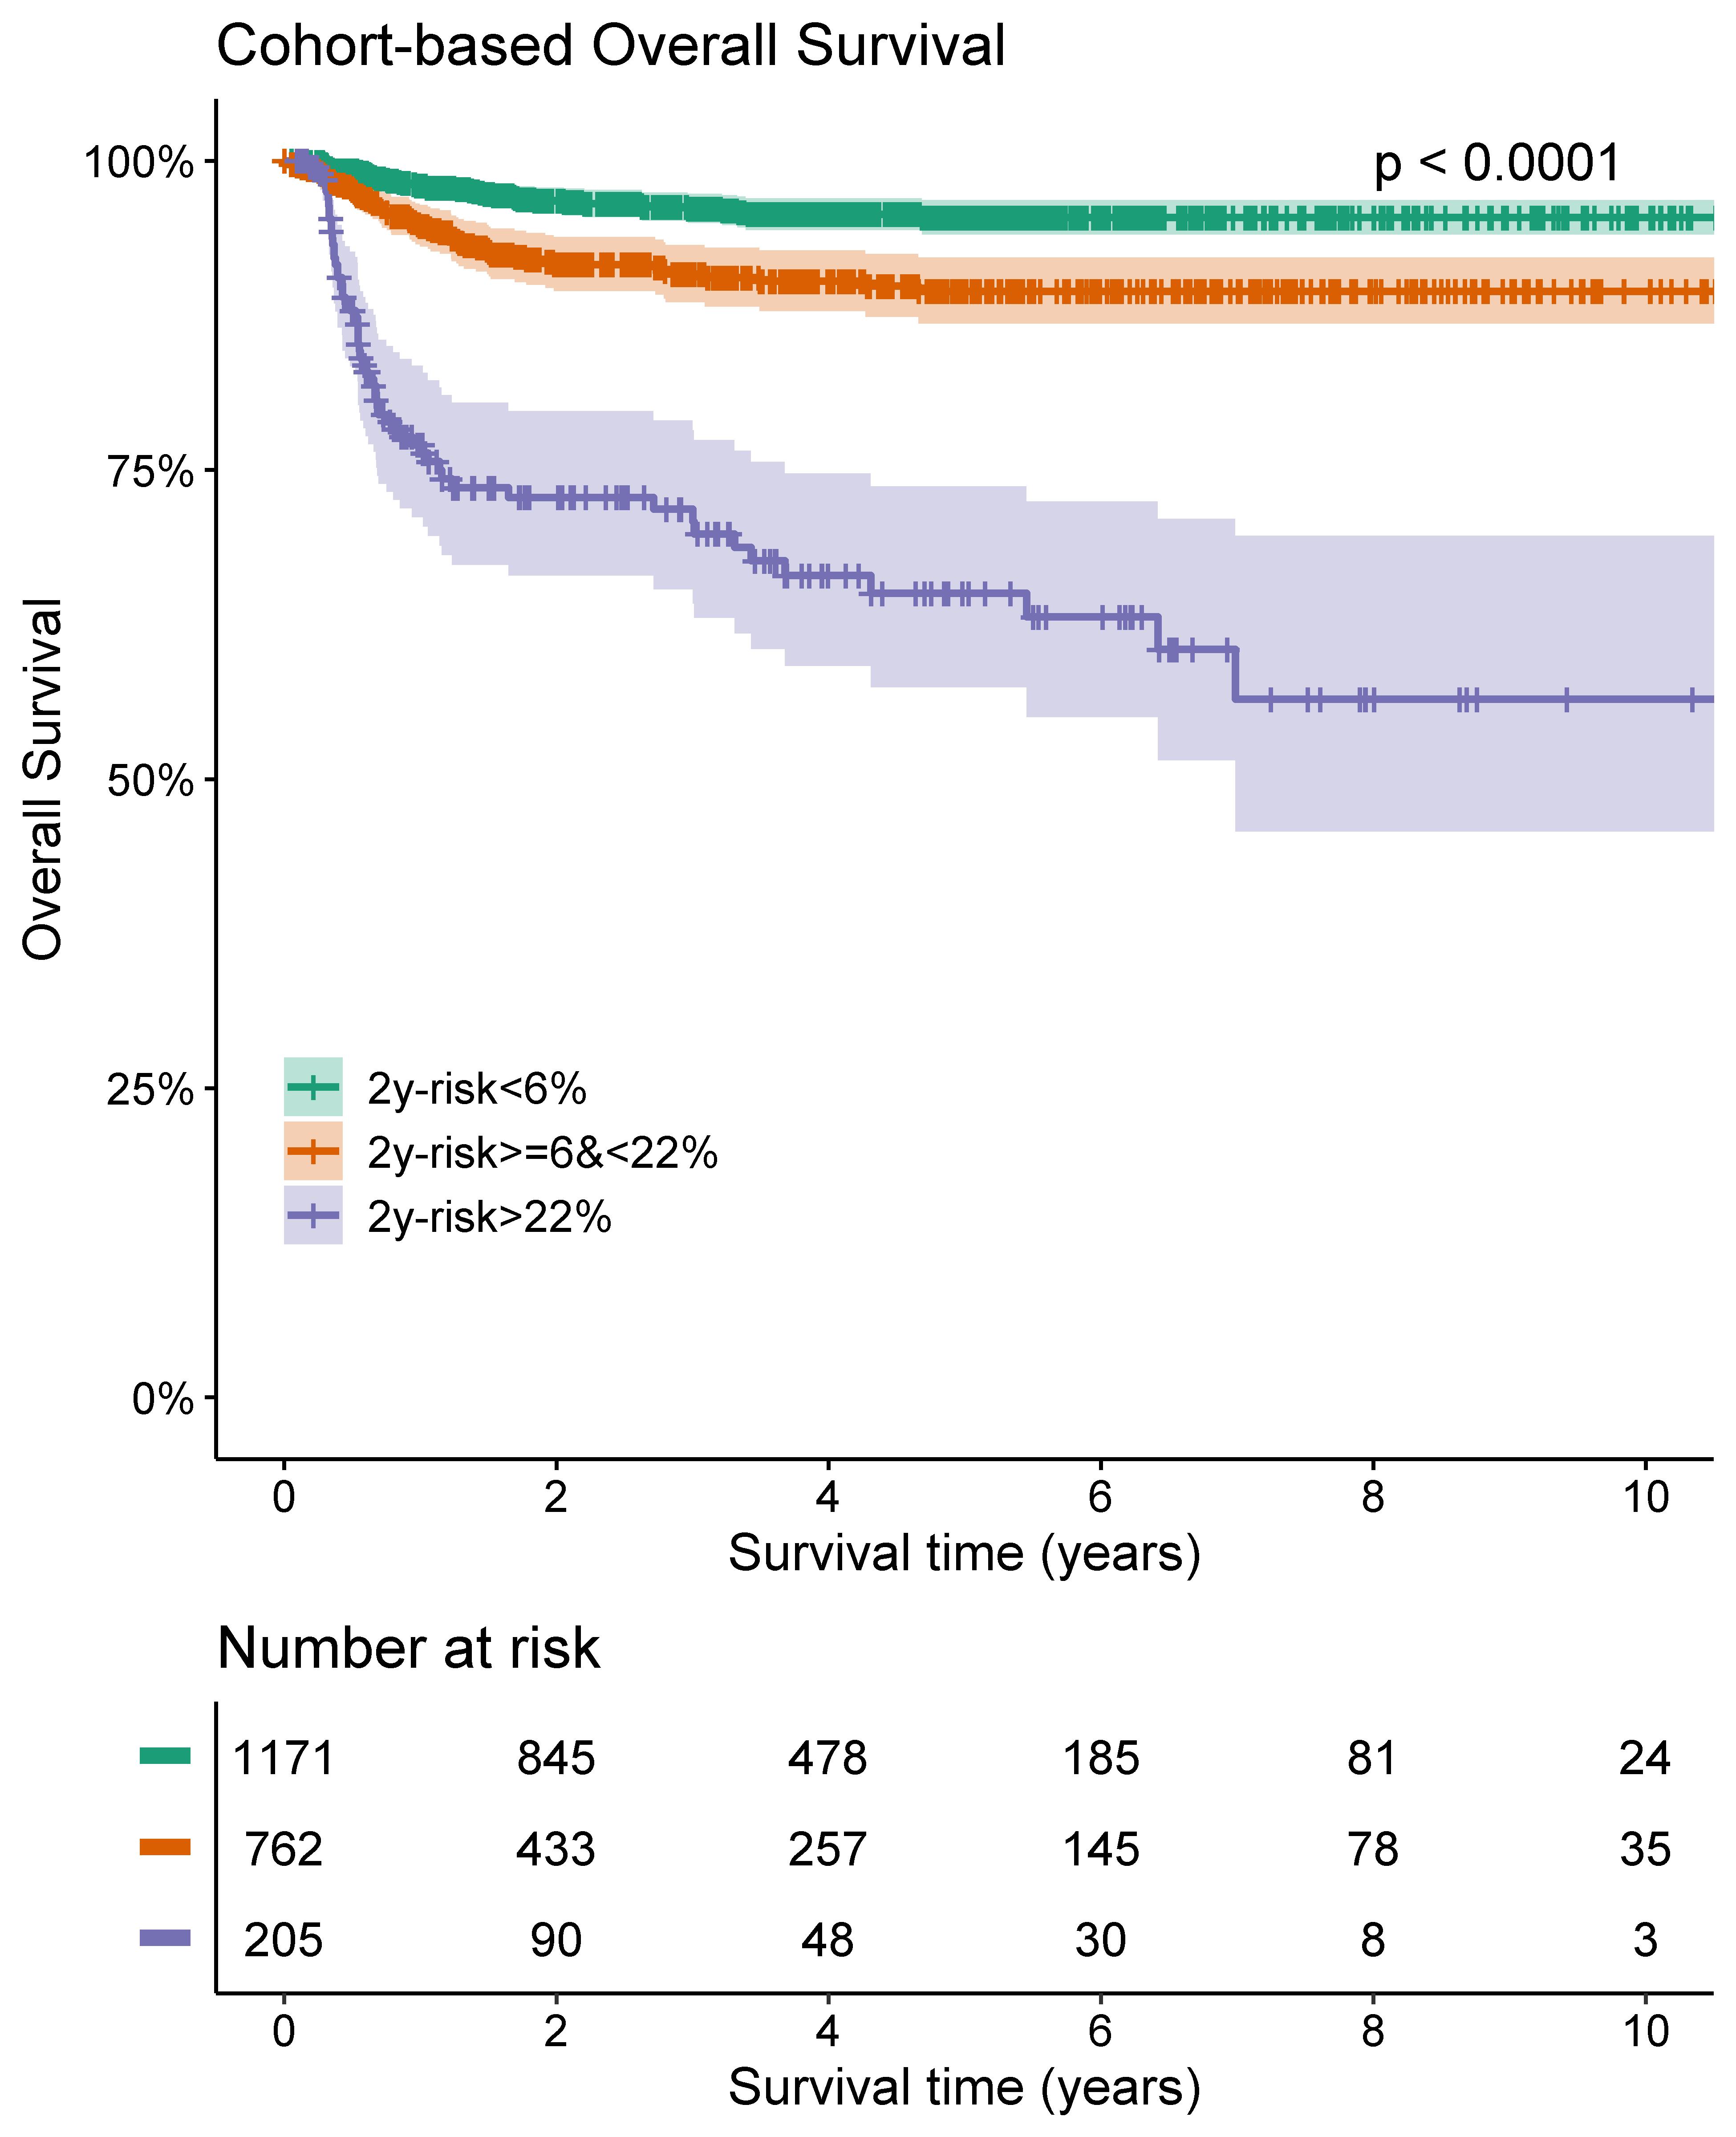 Cohort-based Overall Survival
p < 0.0001
100%
75%
50%
25%
0%
Overall Survival
2y-risk<6%
2y-risk>=6&<22%
2y-risk>22%
0 2 4 6 8 10
Survival time (years)
Number at risk
1171 845 478 185 81 24
762 433 257 145 78 35
205 90 48 30 8 3
0 2 4 6 8 10
Survival time (years)